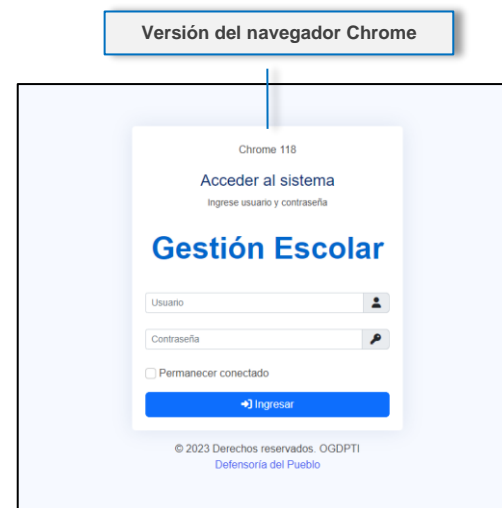 Versión del navegador Chrome
Chrome 118
Acceder al sistema
Ingrese usuario y contraseña
Gestión Escolar
Usuario
Contraseña
Permanecer conectado
Ingresar
© 2023 Derechos reservados. OGDPTI
Defensoría del Pueblo